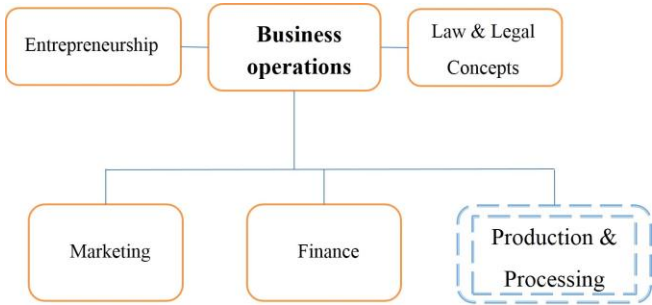 Entrepreneurship
Business
operations
Law & Legal
Concepts
Marketing
Finance
Production &
Processing